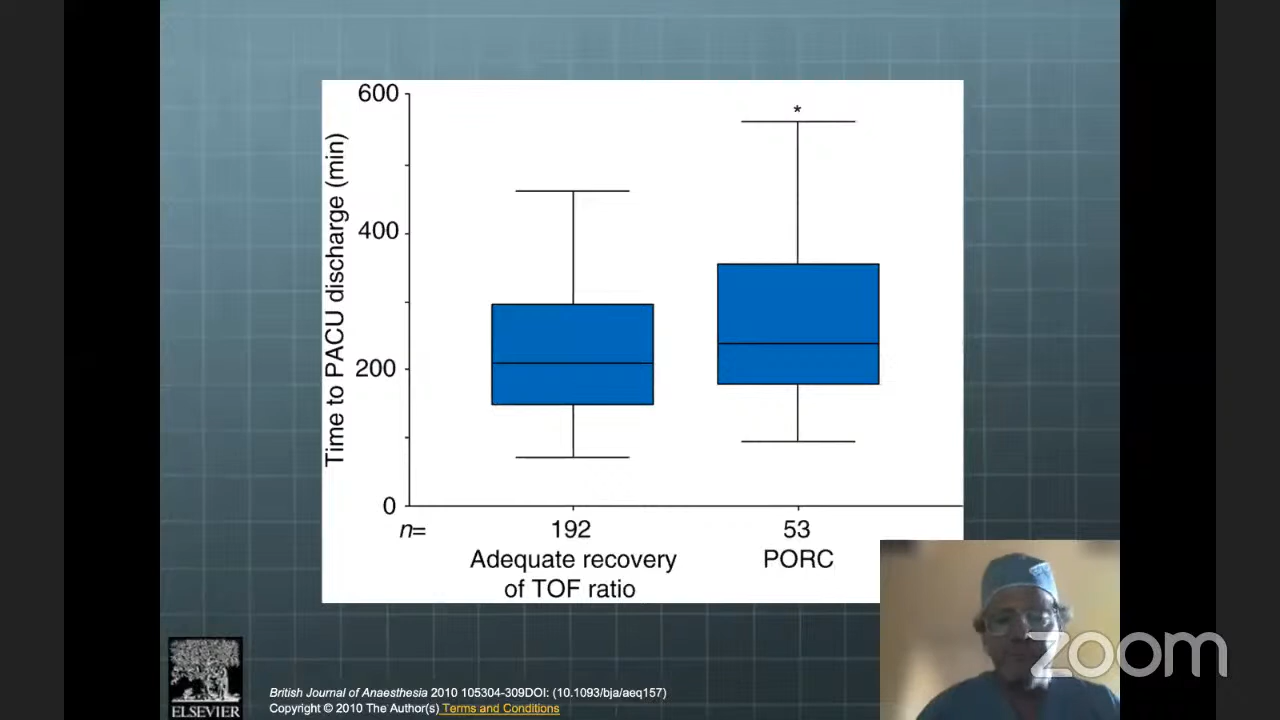 600
*
Time to PACU discharge (min)
400
200
0
n= 192 53
Adequate recovery PORC
of TOF ratio
zoom
British Journal of Anaesthesia 2010 105304-309DOI: (10.1093/bja/aeq157)
ELSEVIER Copyright © 2010 The Author(s) Terms and Conditions